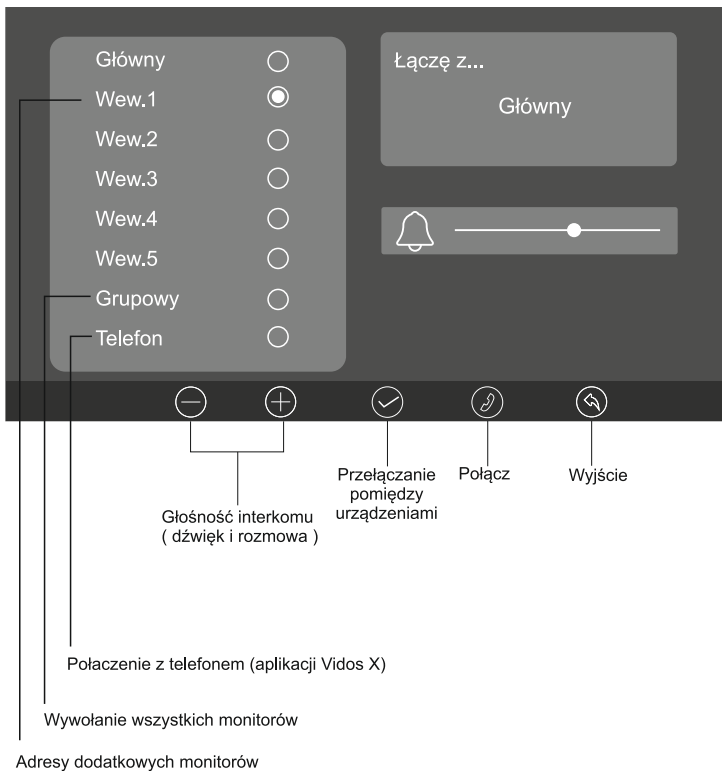 Główny
Wew.1
Wew.2
Wew.3
Wew.4
Wew.5
Grupowy
Telefon
Łączę z...
Główny
Głośność interkomu
( dźwięk i rozmowa )
Przełączanie
pomiędzy
urządzeniami
Połącz
Wyjście
Połaczenie z telefonem (aplikacji Vidos X)
Wywołanie wszystkich monitorów
Adresy dodatkowych monitorów